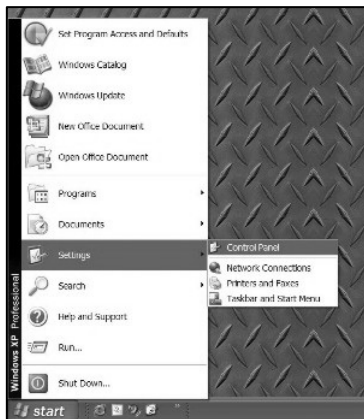 Set Program Access and Defaults
Windows Catalog
Windows Update
New Office Document
Open Office Document
Programs
Documents
Settings
Search
Help and Support
Run...
Shut Down...
Control Panel
Network Connections
Printers and Faxes
Taskbar and Start Menu
Windows XP Professional
start